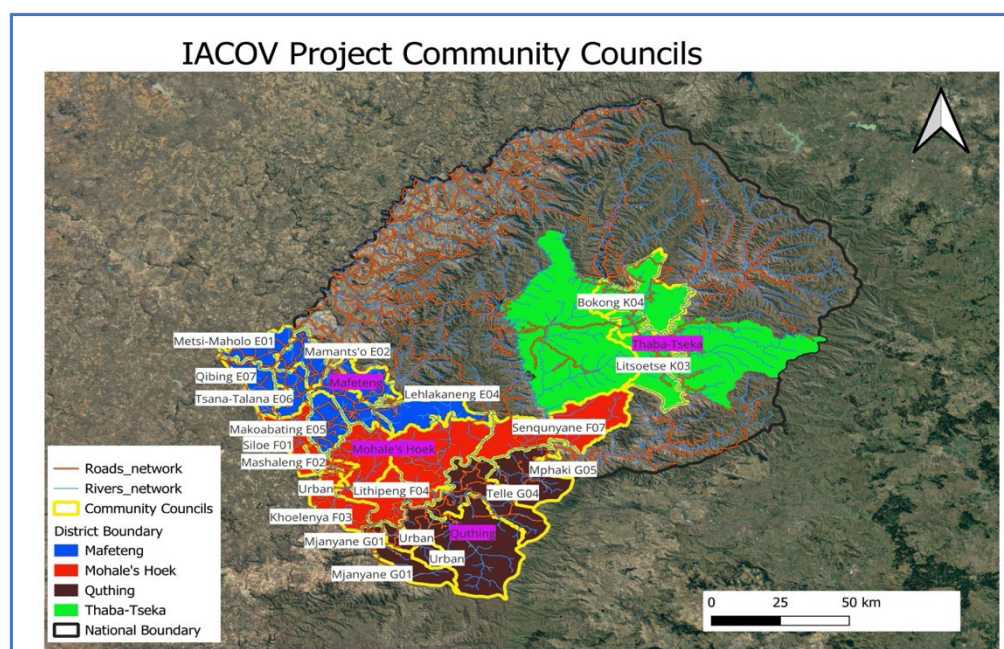 IACOV Project Community Councils
Bokong K04
Thaba-Tseka
Litsoetse K03
Metsi-Maholo E01
Mamants'o E02
Qibing E07
Mafeteng
Tsana-Talana E06
Lehlakaneng E04
Makoabating E05
Senqunyane F07
Siloe F01
Mohale's Hoek
Mashaleng F02
Mphaki G05
Urban
Lithipeng F04
Telle G04
Khoelenya F03
Quthing
Mjanyane G01
Urban
Urban
Mjanyane G01
Roads_network
Rivers_network
Community Councils
District Boundary
Mafeteng
Mohale's Hoek
Quthing
Thaba-Tseka
National Boundary
0 25 50 km